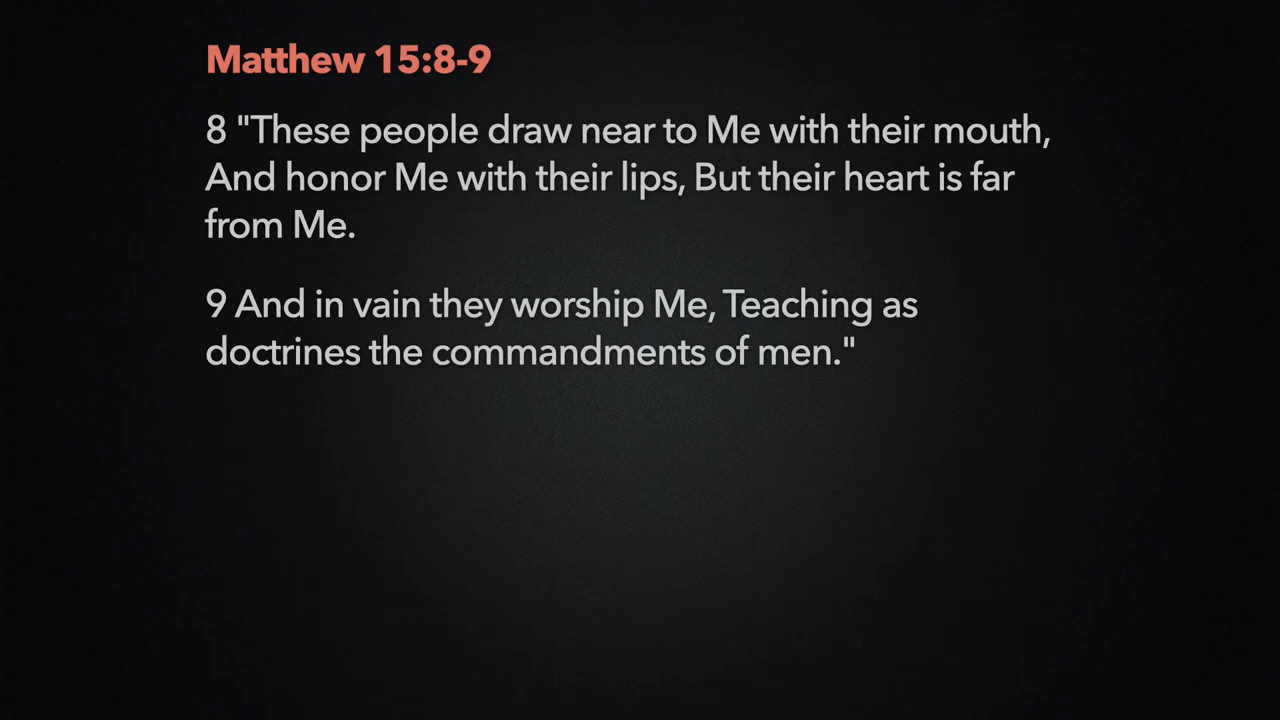 Matthew 15:8-9
8 "These people draw near to Me with their mouth,
And honor Me with their lips, But their heart is far
from Me.
9 And in vain they worship Me, Teaching as
doctrines the commandments of men."